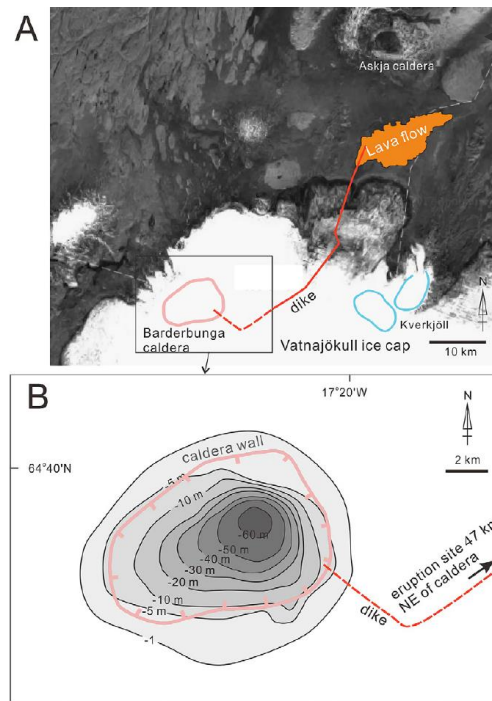 A
Askja caldera
Lava flow
dike
Barderbunga
caldera
Kverkjöll
Vatnajökull ice cap
N
10 km
B
17°20'W
N
64°40'N
caldera wall
2 km
-5 m
-10 m
-60 m
-50 m
-40 m
-30 m
-20 m
-10 m
-5 m
-1
dike
eruption site 47 km
NE of caldera